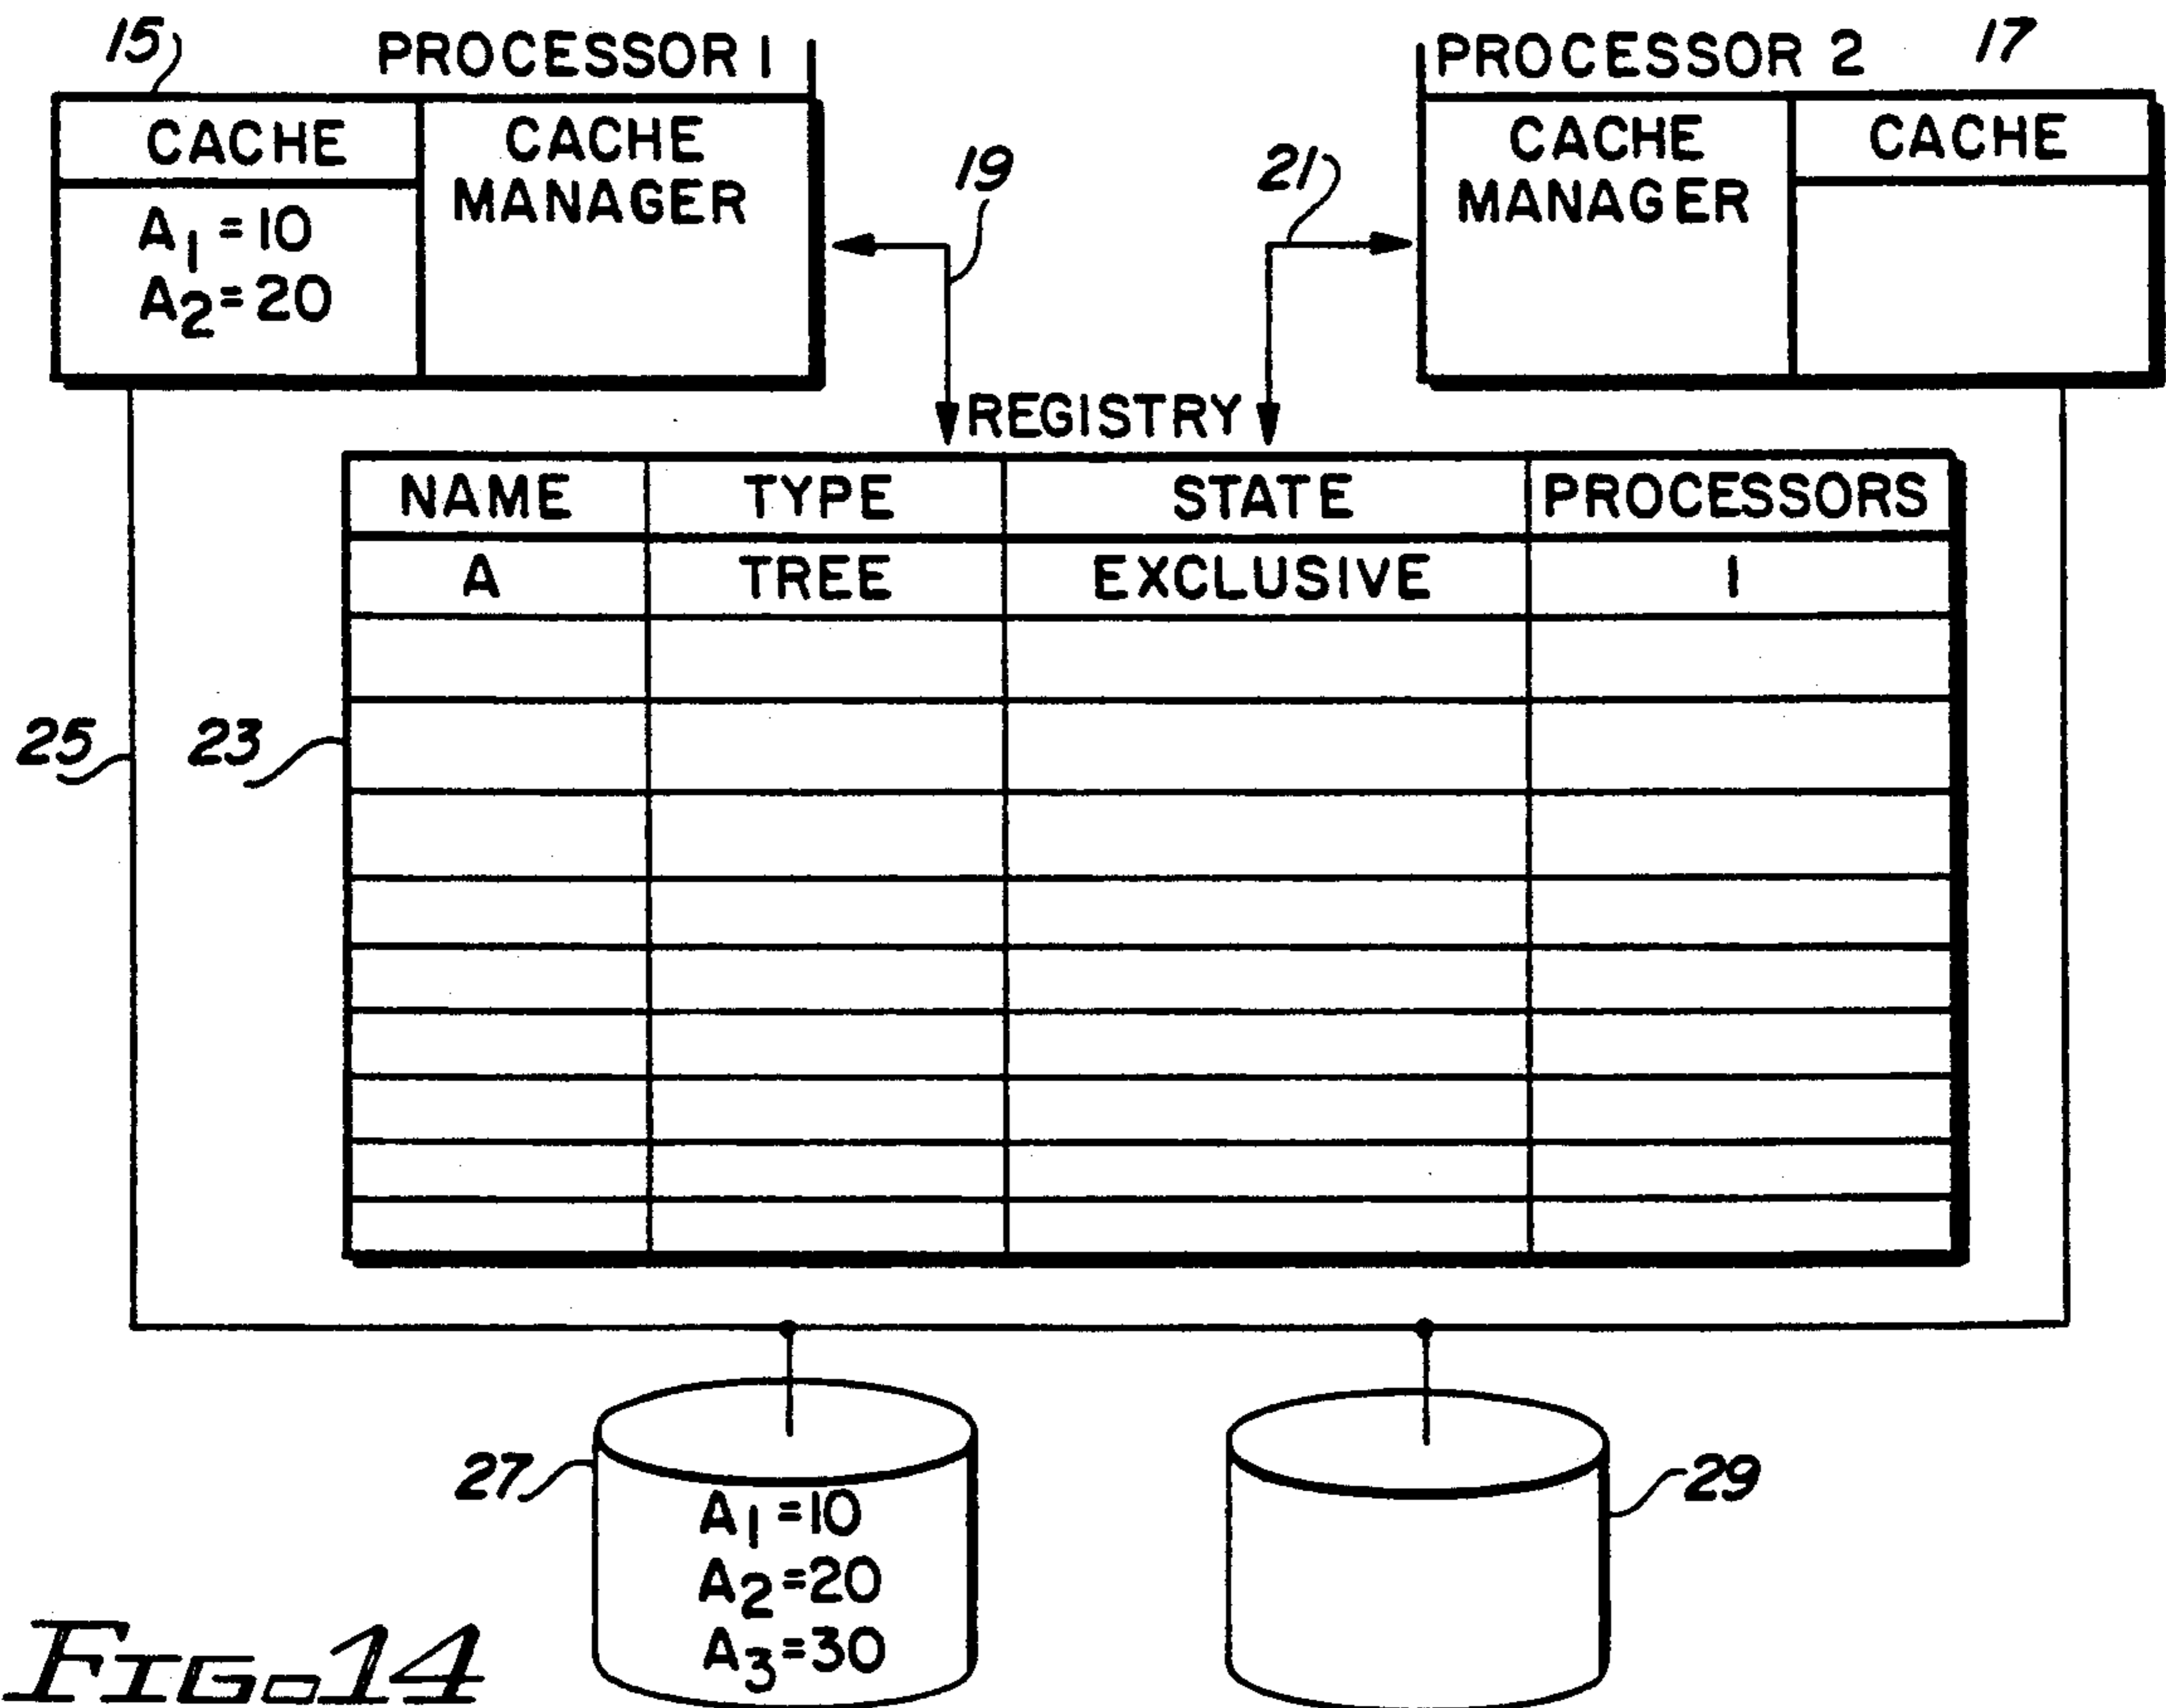 15
PROCESSOR 1
PROCESSOR 2
17
CACHE
CACHE MANAGER
A₁=10
A₂=20
CACHE MANAGER
CACHE
19
21
REGISTRY
NAME TYPE STATE PROCESSORS
A TREE EXCLUSIVE 1
25
23
27
A₁=10
A₂=20
A₃=30
29
FIG. 14